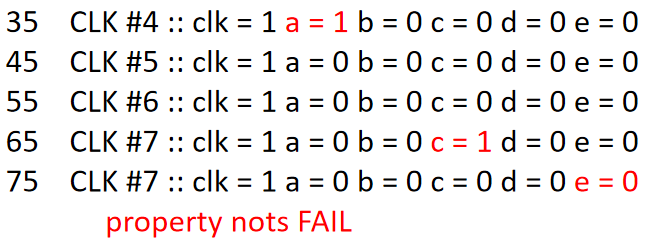 35 CLK #4 :: clk = 1 a = 1 b = 0 c = 0 d = 0 e = 0
45 CLK #5 :: clk = 1 a = 0 b = 0 c = 0 d = 0 e = 0
55 CLK #6 :: clk = 1 a = 0 b = 0 c = 0 d = 0 e = 0
65 CLK #7 :: clk = 1 a = 0 b = 0 c = 1 d = 0 e = 0
75 CLK #7 :: clk = 1 a = 0 b = 0 c = 0 d = 0 e = 0
property nots FAIL